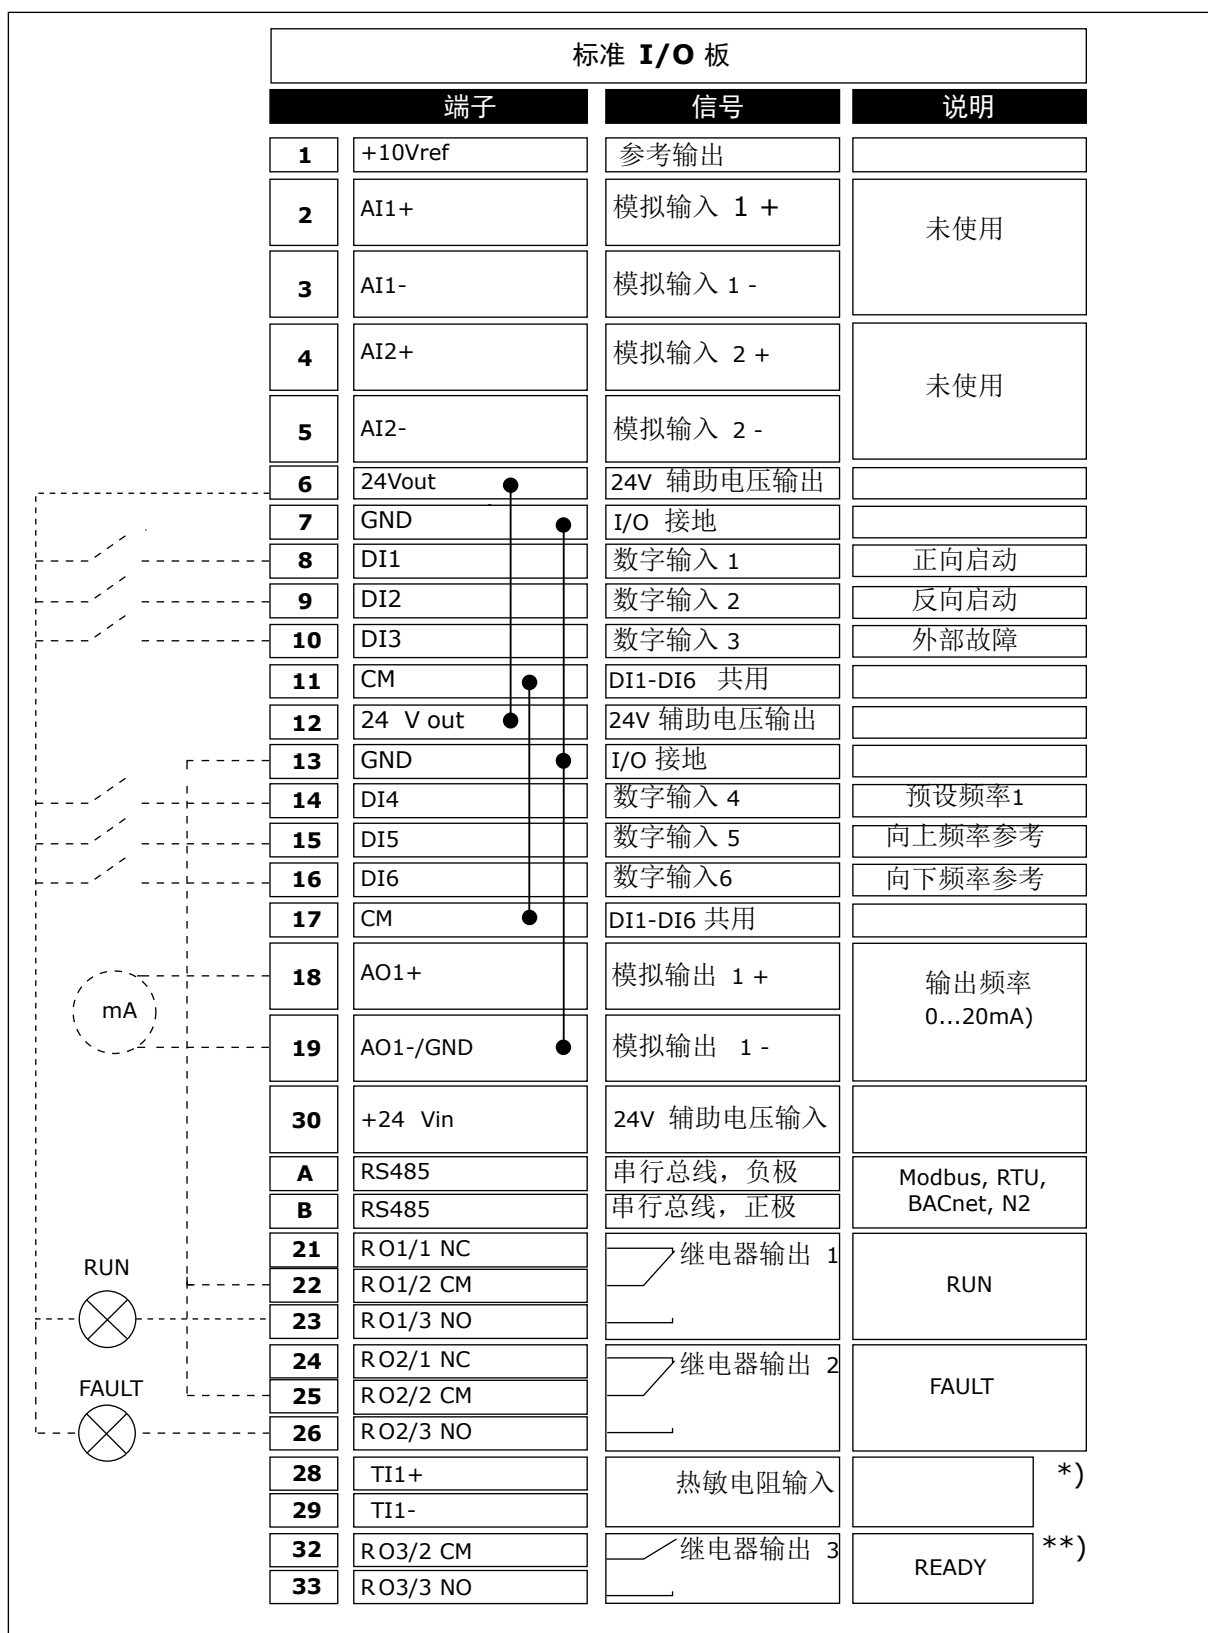 标准 I/O 板
端子 信号 说明
1 +10Vref 参考输出
2 AI1+ 模拟输入 1 +
未使用
3 AI1- 模拟输入 1 -
4 AI2+ 模拟输入 2 +
未使用
5 AI2- 模拟输入 2 -
6 24Vout 24V 辅助电压输出
7 GND I/O 接地
8 DI1 数字输入 1 正向启动
9 DI2 数字输入 2 反向启动
10 DI3 数字输入 3 外部故障
11 CM DI1-DI6 共用
12 24 V out 24V 辅助电压输出
13 GND I/O 接地
14 DI4 数字输入 4 预设频率1
15 DI5 数字输入 5 向上频率参考
16 DI6 数字输入6 向下频率参考
17 CM DI1-DI6 共用
18 AO1+ 模拟输出 1 + 输出频率
mA 0...20mA)
19 AO1-/GND 模拟输出 1 -
30 +24 Vin 24V 辅助电压输入
A RS485 串行总线，负极 Modbus, RTU,
B RS485 串行总线，正极 BACnet, N2
21 RO1/1 NC 继电器输出 1
RUN
22 RO1/2 CM RUN
23 RO1/3 NO
24 RO2/1 NC 继电器输出 2
FAULT
25 RO2/2 CM FAULT
26 RO2/3 NO
28 TI1+ 热敏电阻输入 *)
29 TI1-
32 RO3/2 CM 继电器输出 3 READY **)
33 RO3/3 NO